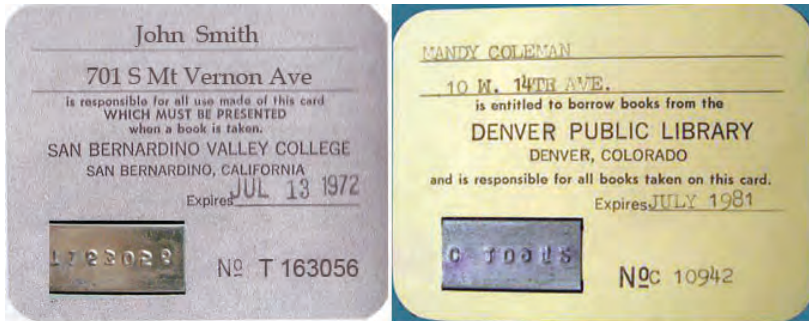 John Smith
701 S Mt Vernon Ave
is responsible for all use made of this card
WHICH MUST BE PRESENTED
when a book is taken.
SAN BERNARDINO VALLEY COLLEGE
SAN BERNARDINO, CALIFORNIA
Expires JUL 13 1972
Nº T 163056
MANDY COLEMAN
10 W. 14TH AVE.
is entitled to borrow books from the
DENVER PUBLIC LIBRARY
DENVER, COLORADO
and is responsible for all books taken on this card.
Expires JULY 1981
NºC 10942